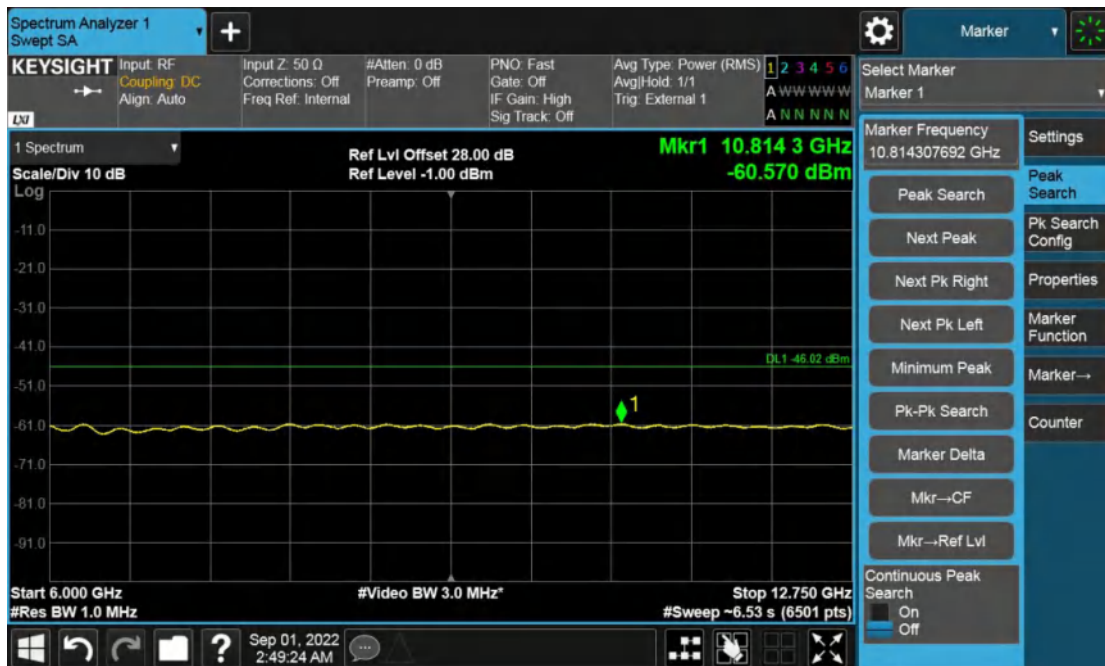 Spectrum Analyzer 1
Swept SA
+
Marker
KEYSIGHT
LXI
Input: RF
Coupling: DC
Align: Auto
Input Z: 50 Ω
Corrections: Off
Freq Ref: Internal
#Atten: 0 dB
Preamp: Off
PNO: Fast
Gate: Off
IF Gain: High
Sig Track: Off
Avg Type: Power (RMS)
Avg|Hold: 1/1
Trig: External 1
1 2 3 4 5 6
A W W W W W
A N N N N N
Select Marker
Marker 1
1 Spectrum
Scale/Div 10 dB
Log
Ref Lvl Offset 28.00 dB
Ref Level -1.00 dBm
Mkr1 10.814 3 GHz
-60.570 dBm
-11.0
-21.0
-31.0
-41.0
DL1 -46.02 dBm
-51.0
1
-61.0
-71.0
-81.0
-91.0
Start 6.000 GHz
#Res BW 1.0 MHz
#Video BW 3.0 MHz*
Stop 12.750 GHz
#Sweep ~6.53 s (6501 pts)
Marker Frequency
10.814307692 GHz
Peak Search
Next Peak
Next Pk Right
Next Pk Left
Minimum Peak
Pk-Pk Search
Marker Delta
Mkr→CF
Mkr→Ref Lvl
Continuous Peak
Search
On
Off
Settings
Peak
Search
Pk Search
Config
Properties
Marker
Function
Marker→
Counter
?
Sep 01, 2022
2:49:24 AM